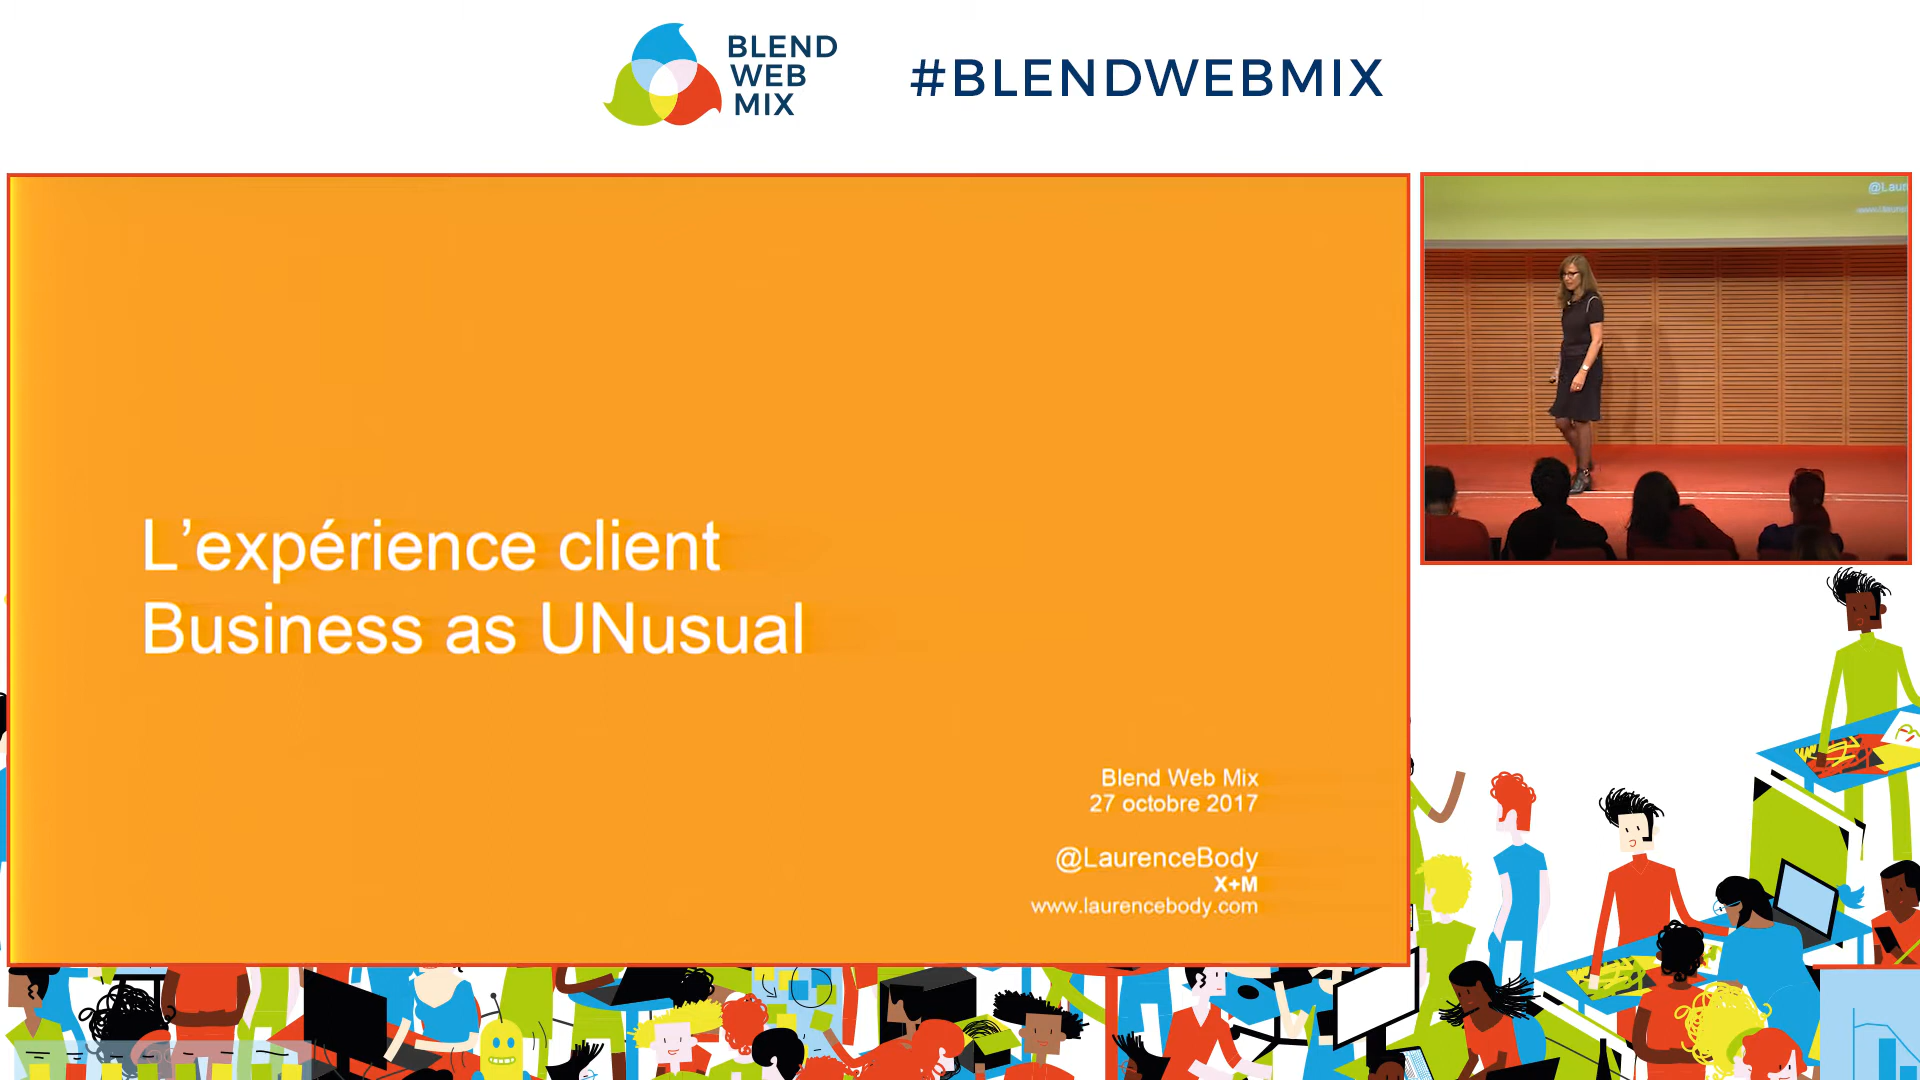 BLEND
WEB
MIX
#BLENDWEBMIX
L’expérience client
Business as UNusual
Blend Web Mix
27 octobre 2017
@LaurenceBody
X+M
www.laurencebody.com